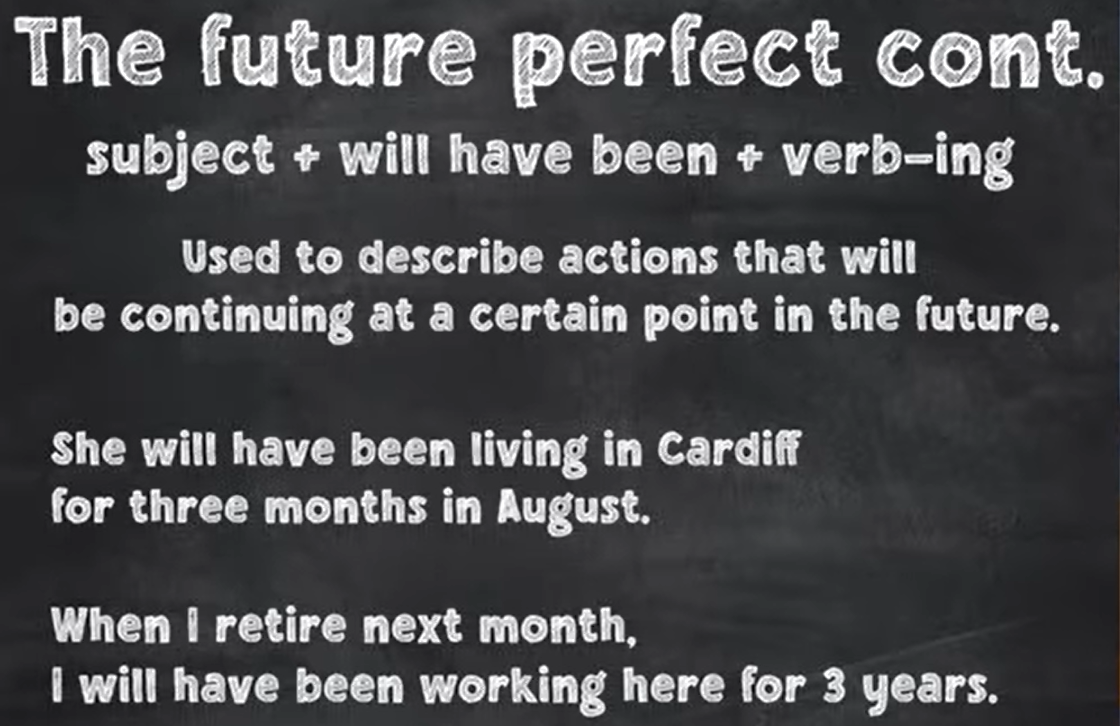 The future perfect cont.
subject + will have been + verb-ing
Used to describe actions that will
be continuing at a certain point in the future.
She will have been living in Cardiff
for three months in August.
When I retire next month,
I will have been working here for 3 years.